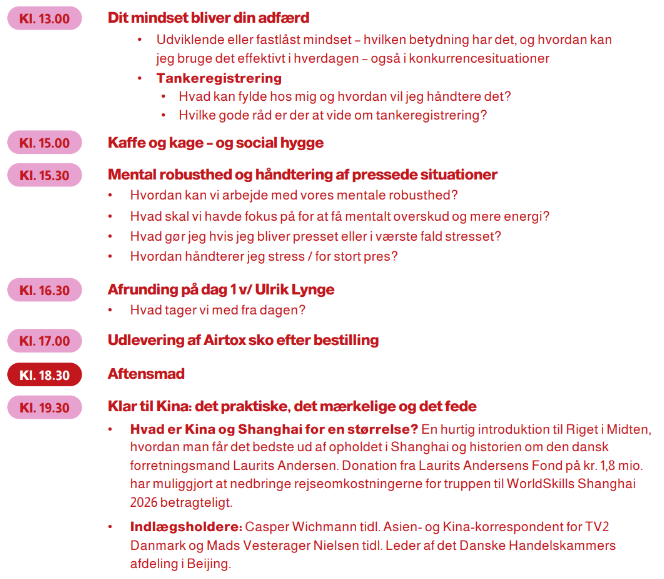 Kl. 13.00 Dit mindset bliver din adfærd
• Udviklende eller fastlåst mindset – hvilken betydning har det, og hvordan kan
jeg bruge det effektivt i hverdagen – også i konkurrencesituationer
• Tankeregistrering
• Hvad kan fylde hos mig og hvordan vil jeg håndtere det?
• Hvilke gode råd er der at vide om tankeregistrering?
Kl. 15.00 Kaffe og kage – og social hygge
Kl. 15.30 Mental robusthed og håndtering af pressede situationer
• Hvordan kan vi arbejde med vores mentale robusthed?
• Hvad skal vi havde fokus på for at få mentalt overskud og mere energi?
• Hvad gør jeg hvis jeg bliver presset eller i værste fald stresset?
• Hvordan håndterer jeg stress / for stort pres?
Kl. 16.30 Afrunding på dag 1 v/ Ulrik Lynge
• Hvad tager vi med fra dagen?
Kl. 17.00 Udlevering af Airtox sko efter bestilling
Kl. 18.30 Aftensmad
Kl. 19.30 Klar til Kina: det praktiske, det mærkelige og det fede
• Hvad er Kina og Shanghai for en størrelse? En hurtig introduktion til Riget i Midten,
hvordan man får det bedste ud af opholdet i Shanghai og historien om den dansk
forretningsmand Laurits Andersen. Donation fra Laurits Andersens Fond på kr. 1,8 mio.
har muliggjort at nedbringe rejseomkostningerne for truppen til WorldSkills Shanghai
2026 betragteligt.
• Indlægsholdere: Casper Wichmann tidl. Asien- og Kina-korrespondent for TV2
Danmark og Mads Vesterager Nielsen tidl. Leder af det Danske Handelskammers
afdeling i Beijing.